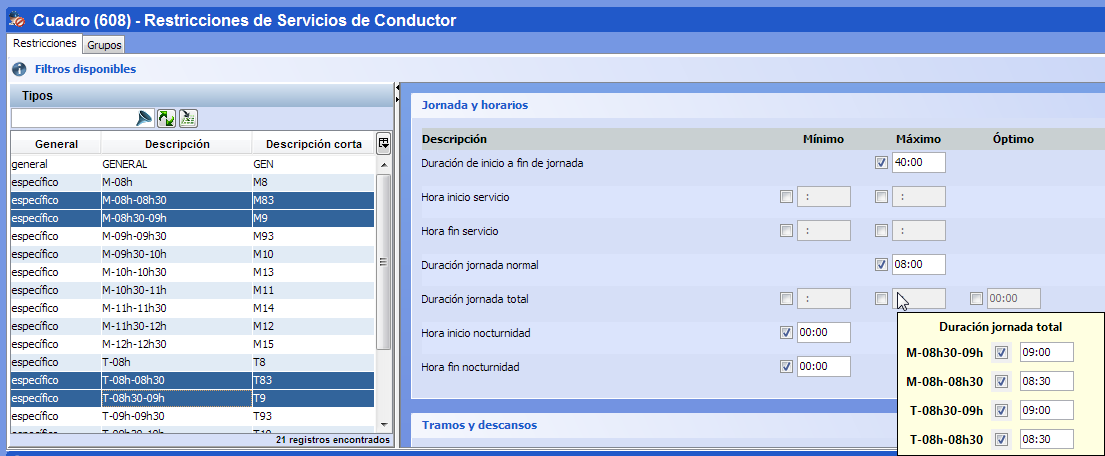 Cuadro (608) - Restricciones de Servicios de Conductor
Restricciones Grupos
Filtros disponibles
Tipos
General Descripción Descripción corta
general GENERAL GEN
específico M-08h M8
específico M-08h-08h30 M83
específico M-08h30-09h M9
específico M-09h-09h30 M93
específico M-09h30-10h M10
específico M-10h-10h30 M13
específico M-10h30-11h M11
específico M-11h-11h30 M14
específico M-11h30-12h M12
específico M-12h-12h30 M15
específico T-08h T8
específico T-08h-08h30 T83
específico T-08h30-09h T9
específico T-09h-09h30 T93
específico T-09h30-10h T10
21 registros encontrados
Jornada y horarios
Descripción Mínimo Máximo Óptimo
Duración de inicio a fin de jornada 40:00
Hora inicio servicio : :
Hora fin servicio : :
Duración jornada normal 08:00
Duración jornada total : 00:00
Hora inicio nocturnidad 00:00
Hora fin nocturnidad 00:00
Tramos y descansos
Duración jornada total
M-08h30-09h 09:00
M-08h-08h30 08:30
T-08h30-09h 09:00
T-08h-08h30 08:30